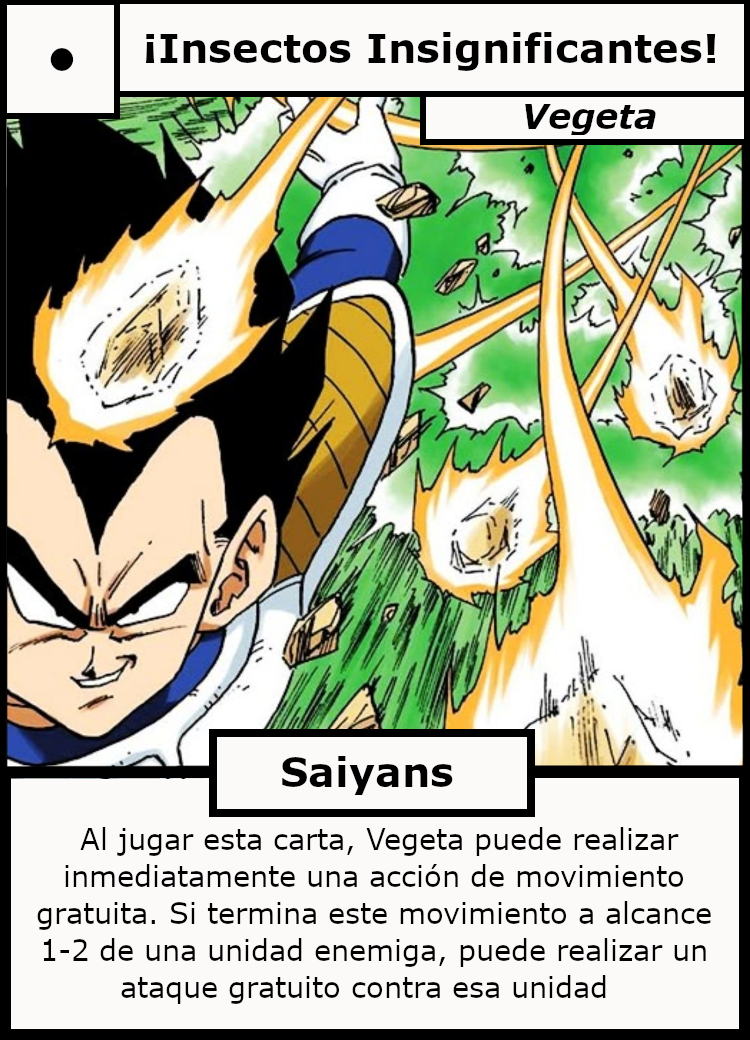 •
¡Insectos Insignificantes!
Vegeta
Saiyans
Al jugar esta carta, Vegeta puede realizar
inmediatamente una acción de movimiento
gratuita. Si termina este movimiento a alcance
1-2 de una unidad enemiga, puede realizar un
ataque gratuito contra esa unidad